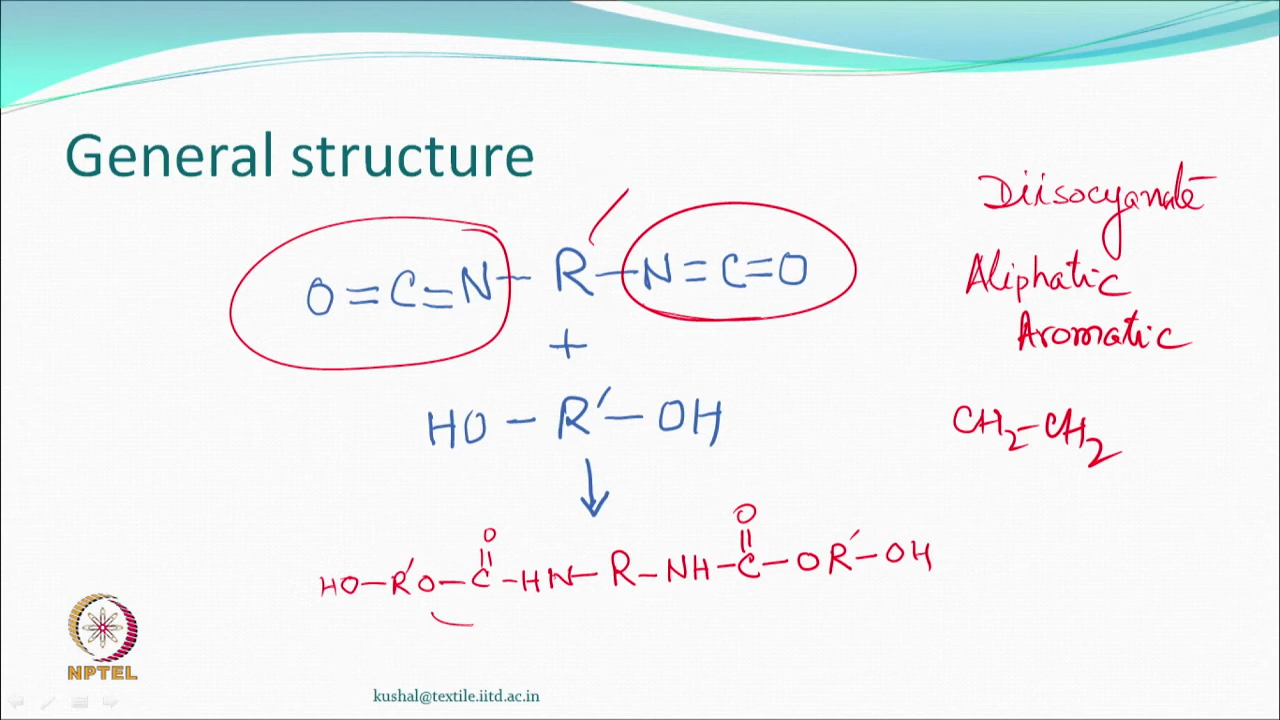 General structure
Diisocyanate
O=C=N-R-N=C=O
Aliphatic
Aromatic
+
HO-R'-OH
CH2-CH2
O O
HO-R'O-C-HN-R-NH-C-OR'-OH
NPTEL
kushal@textile.iitd.ac.in